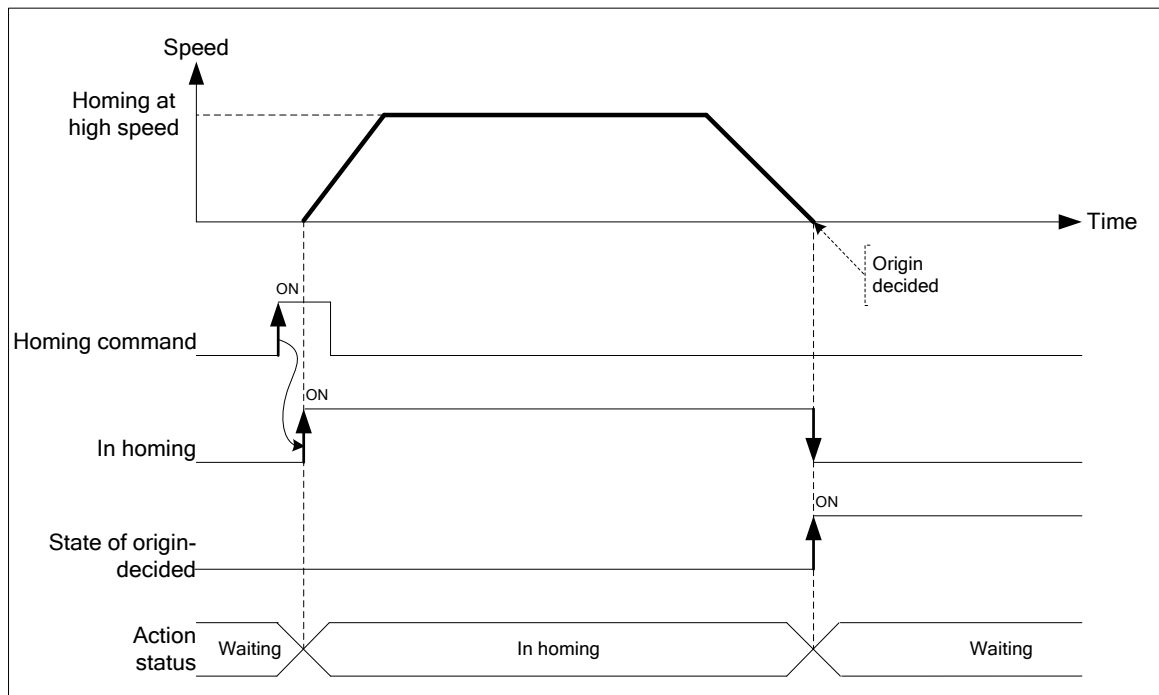 Speed
Homing at
high speed
Time
Origin
decided
ON
Homing command
ON
In homing
ON
State of origin-
decided
Action
status
Waiting
In homing
Waiting